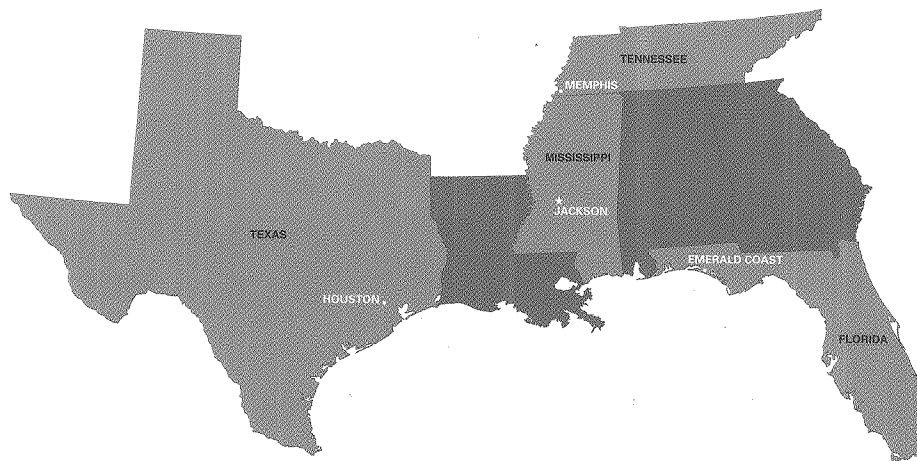 TENNESSEE
MEMPHIS
MISSISSIPPI
JACKSON
TEXAS
EMERALD COAST
HOUSTON
FLORIDA